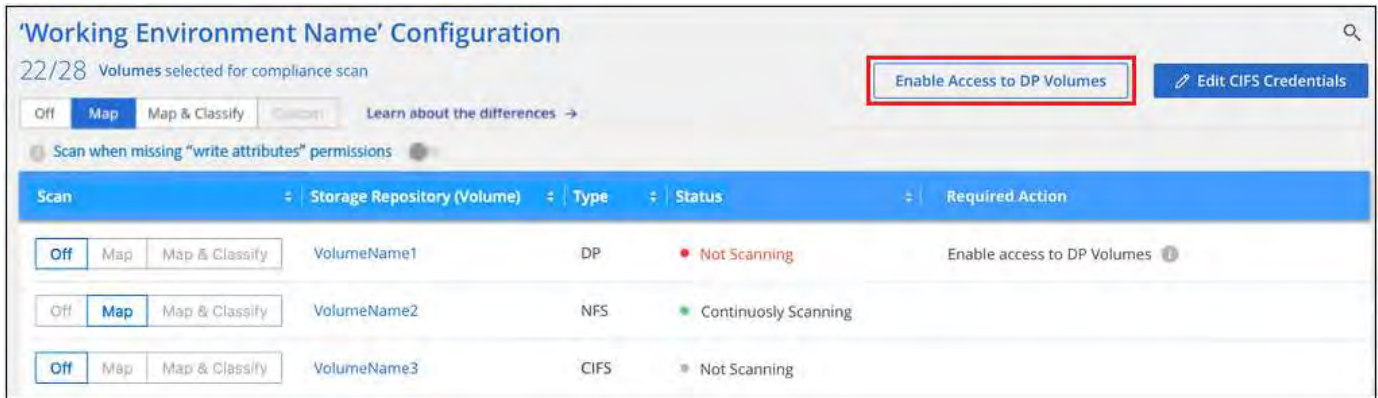 'Working Environment Name' Configuration
22/28 Volumes selected for compliance scan
Enable Access to DP Volumes Edit CIFS Credentials
Off Map Map & Classify Custom Learn about the differences →
Scan when missing "write attributes" permissions
Scan Storage Repository (Volume) Type Status Required Action
Off Map Map & Classify VolumeName1 DP Not Scanning Enable access to DP Volumes
Off Map Map & Classify VolumeName2 NFS Continuosly Scanning
Off Map Map & Classify VolumeName3 CIFS Not Scanning